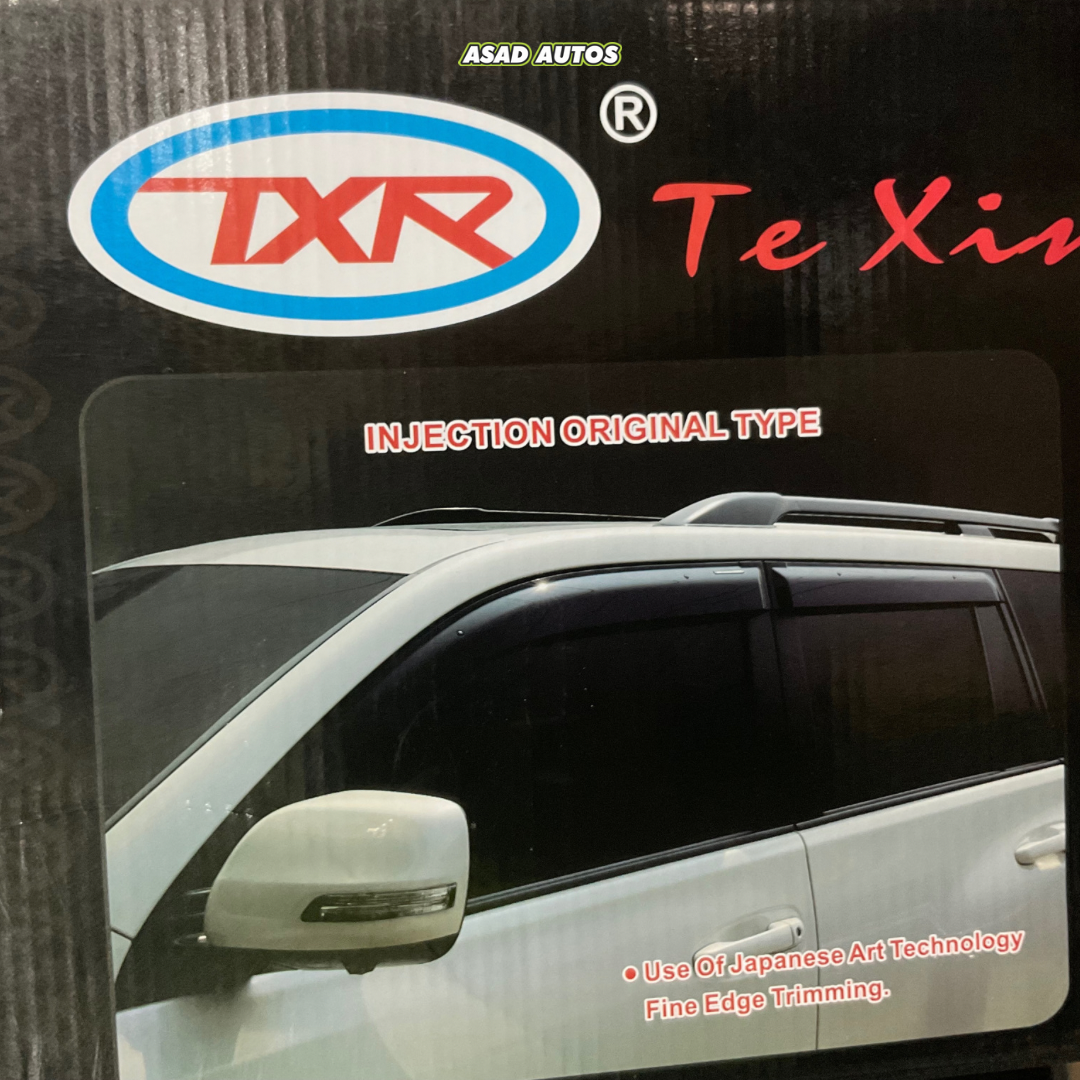 ASAD AUTOS
TXR ®
Te Xin
INJECTION ORIGINAL TYPE
• Use Of Japanese Art Technology
Fine Edge Trimming.